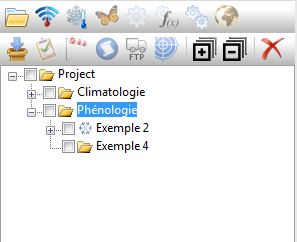 f(x)
FTP
Project
Climatologie
Phénologie
Exemple 2
Exemple 4